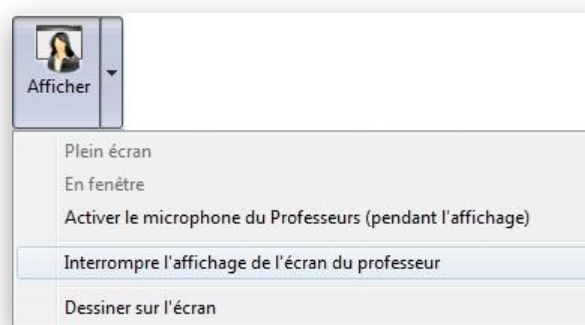 Afficher
Plein écran
En fenêtre
Activer le microphone du Professeurs (pendant l'affichage)
Interrompre l'affichage de l'écran du professeur
Dessiner sur l'écran